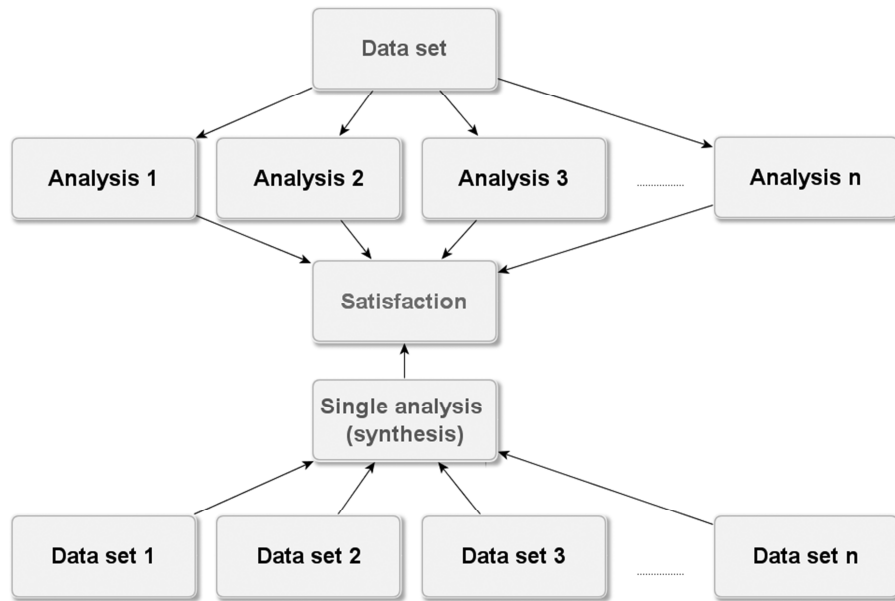 Data set
Analysis 1
Analysis 2
Analysis 3
Analysis n
Satisfaction
Single analysis
(synthesis)
Data set 1
Data set 2
Data set 3
Data set n